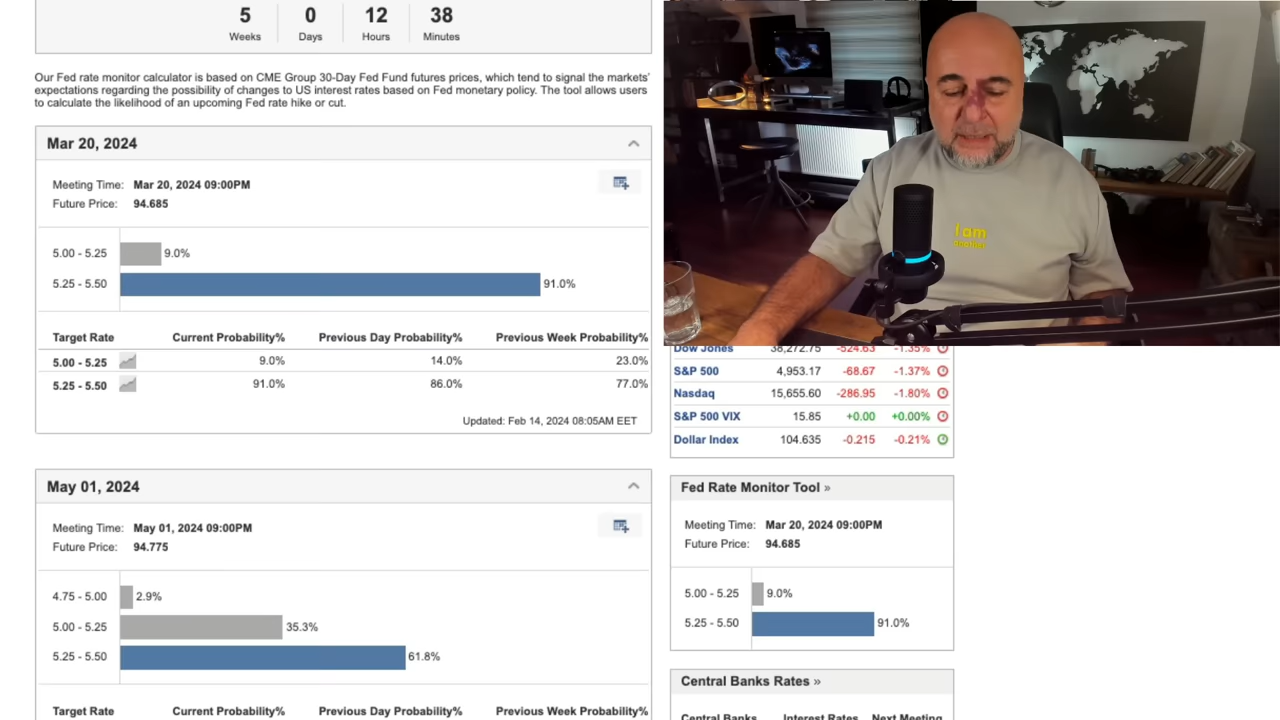 5 0 12 38
Weeks Days Hours Minutes
Our Fed rate monitor calculator is based on CME Group 30-Day Fed Fund futures prices, which tend to signal the markets'
expectations regarding the possibility of changes to US interest rates based on Fed monetary policy. The tool allows users
to calculate the likelihood of an upcoming Fed rate hike or cut.
Mar 20, 2024
Meeting Time: Mar 20, 2024 09:00PM
Future Price: 94.685
5.00 - 5.25 9.0%
5.25 - 5.50 91.0%
Target Rate Current Probability% Previous Day Probability% Previous Week Probability%
5.00 - 5.25 9.0% 14.0% 23.0%
5.25 - 5.50 91.0% 86.0% 77.0%
Updated: Feb 14, 2024 08:05AM EET
May 01, 2024
Meeting Time: May 01, 2024 09:00PM
Future Price: 94.775
4.75 - 5.00 2.9%
5.00 - 5.25 35.3%
5.25 - 5.50 61.8%
Target Rate Current Probability% Previous Day Probability% Previous Week Probability%
I am
another
Dow Jones 38,272.75 -524.63 -1.35%
S&P 500 4,953.17 -68.67 -1.37%
Nasdaq 15,655.60 -286.95 -1.80%
S&P 500 VIX 15.85 +0.00 +0.00%
Dollar Index 104.635 -0.215 -0.21%
Fed Rate Monitor Tool »
Meeting Time: Mar 20, 2024 09:00PM
Future Price: 94.685
5.00 - 5.25 9.0%
5.25 - 5.50 91.0%
Central Banks Rates »
Central Banks Interest Rates Next Meeting